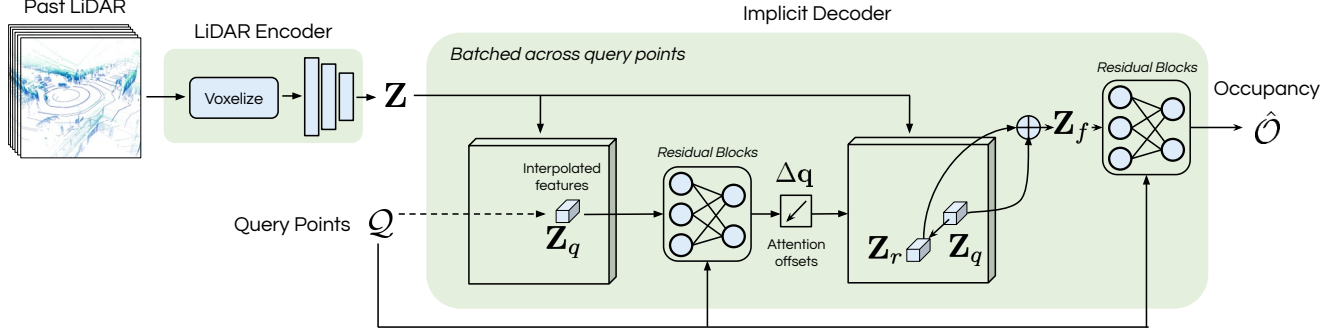 Past LiDAR
LiDAR Encoder
Voxelize
Z
Implicit Decoder
Batched across query points
Interpolated
features
Z_q
Query Points
𝒬
Residual Blocks
Δq
Attention
offsets
Z_r
Z_q
Z_f
Residual Blocks
Occupancy
𝒪̂